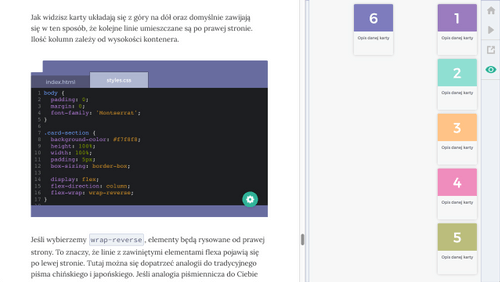 Jak widzisz karty układają się z góry na dół oraz domyślnie zawijają
się w ten sposób, że kolejne linie umieszczane są po prawej stronie.
Ilość kolumn zależy od wysokości kontenera.
index.html
styles.css
1 body {
2 padding: 0;
3 margin: 0;
4 font-family: 'Montserrat';
5 }
6
7 .card-section {
8 background-color: #f7f8f8;
9 height: 100%;
10 width: 100%;
11 padding: 5px;
12 box-sizing: border-box;
13
14 display: flex;
15 flex-direction: column;
16 flex-wrap: wrap-reverse;
17 }
Jeśli wybierzemy wrap-reverse, elementy będą rysowane od prawej
strony. To znaczy, że linie z zawiniętymi elementami flexa pojawią się
po lewej stronie. Tutaj można się dopatrzeć analogii do tradycyjnego
piśma chińskiego i japońskiego. Jeśli analogia piśmiennicza do Ciebie
6
Opis danej karty
1
Opis danej karty
2
Opis danej karty
3
Opis danej karty
4
Opis danej karty
5
Opis danej karty